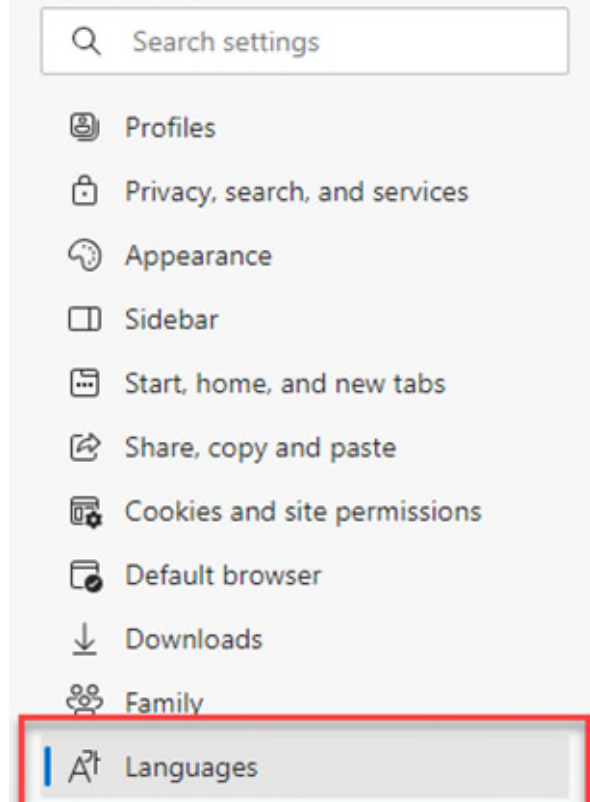 Search settings
Profiles
Privacy, search, and services
Appearance
Sidebar
Start, home, and new tabs
Share, copy and paste
Cookies and site permissions
Default browser
Downloads
Family
Languages